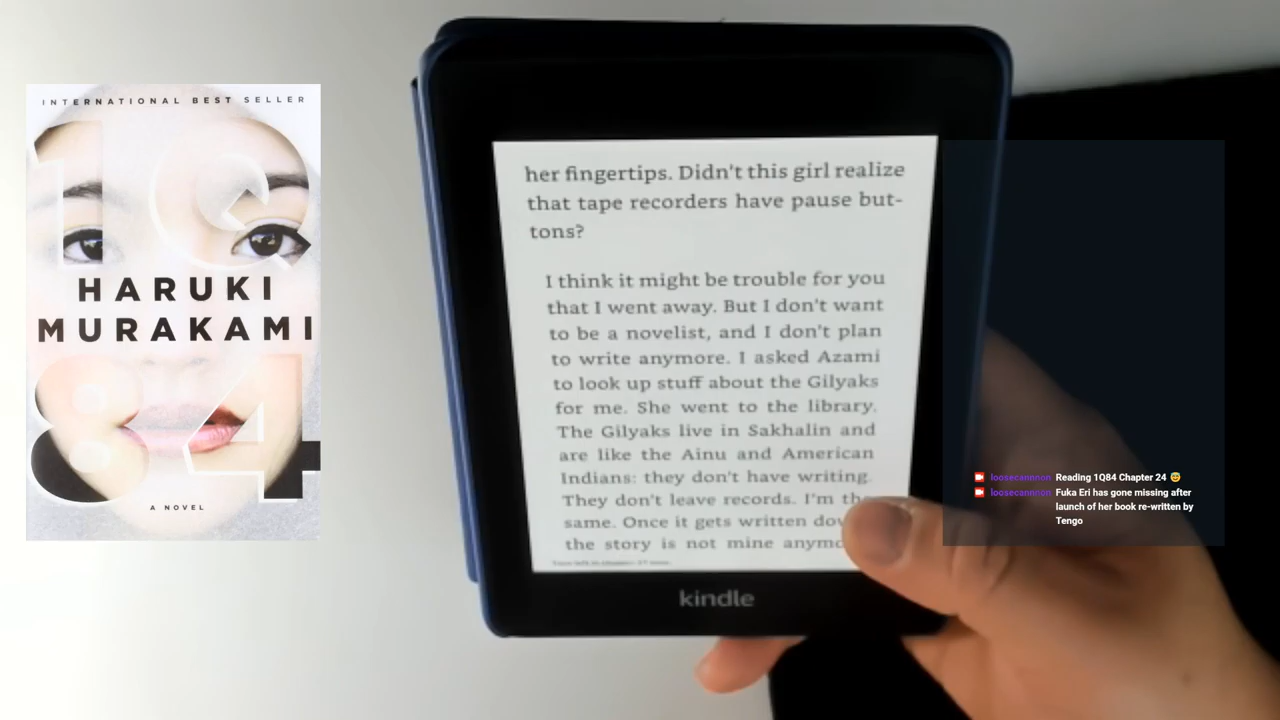 INTERNATIONAL BEST SELLER
1Q
HARUKI
MURAKAMI
84
A NOVEL
her fingertips. Didn't this girl realize
that tape recorders have pause but-
tons?
I think it might be trouble for you
that I went away. But I don't want
to be a novelist, and I don't plan
to write anymore. I asked Azami
to look up stuff about the Gilyaks
for me. She went to the library.
The Gilyaks live in Sakhalin and
are like the Ainu and American
Indians: they don't have writing.
They don't leave records. I'm the
same. Once it gets written
the story is not mine
kindle
loosecannnon Reading 1Q84 Chapter 24 😅
loosecannnon Fuka Eri has gone missing after
launch of her book re-written by
Tengo